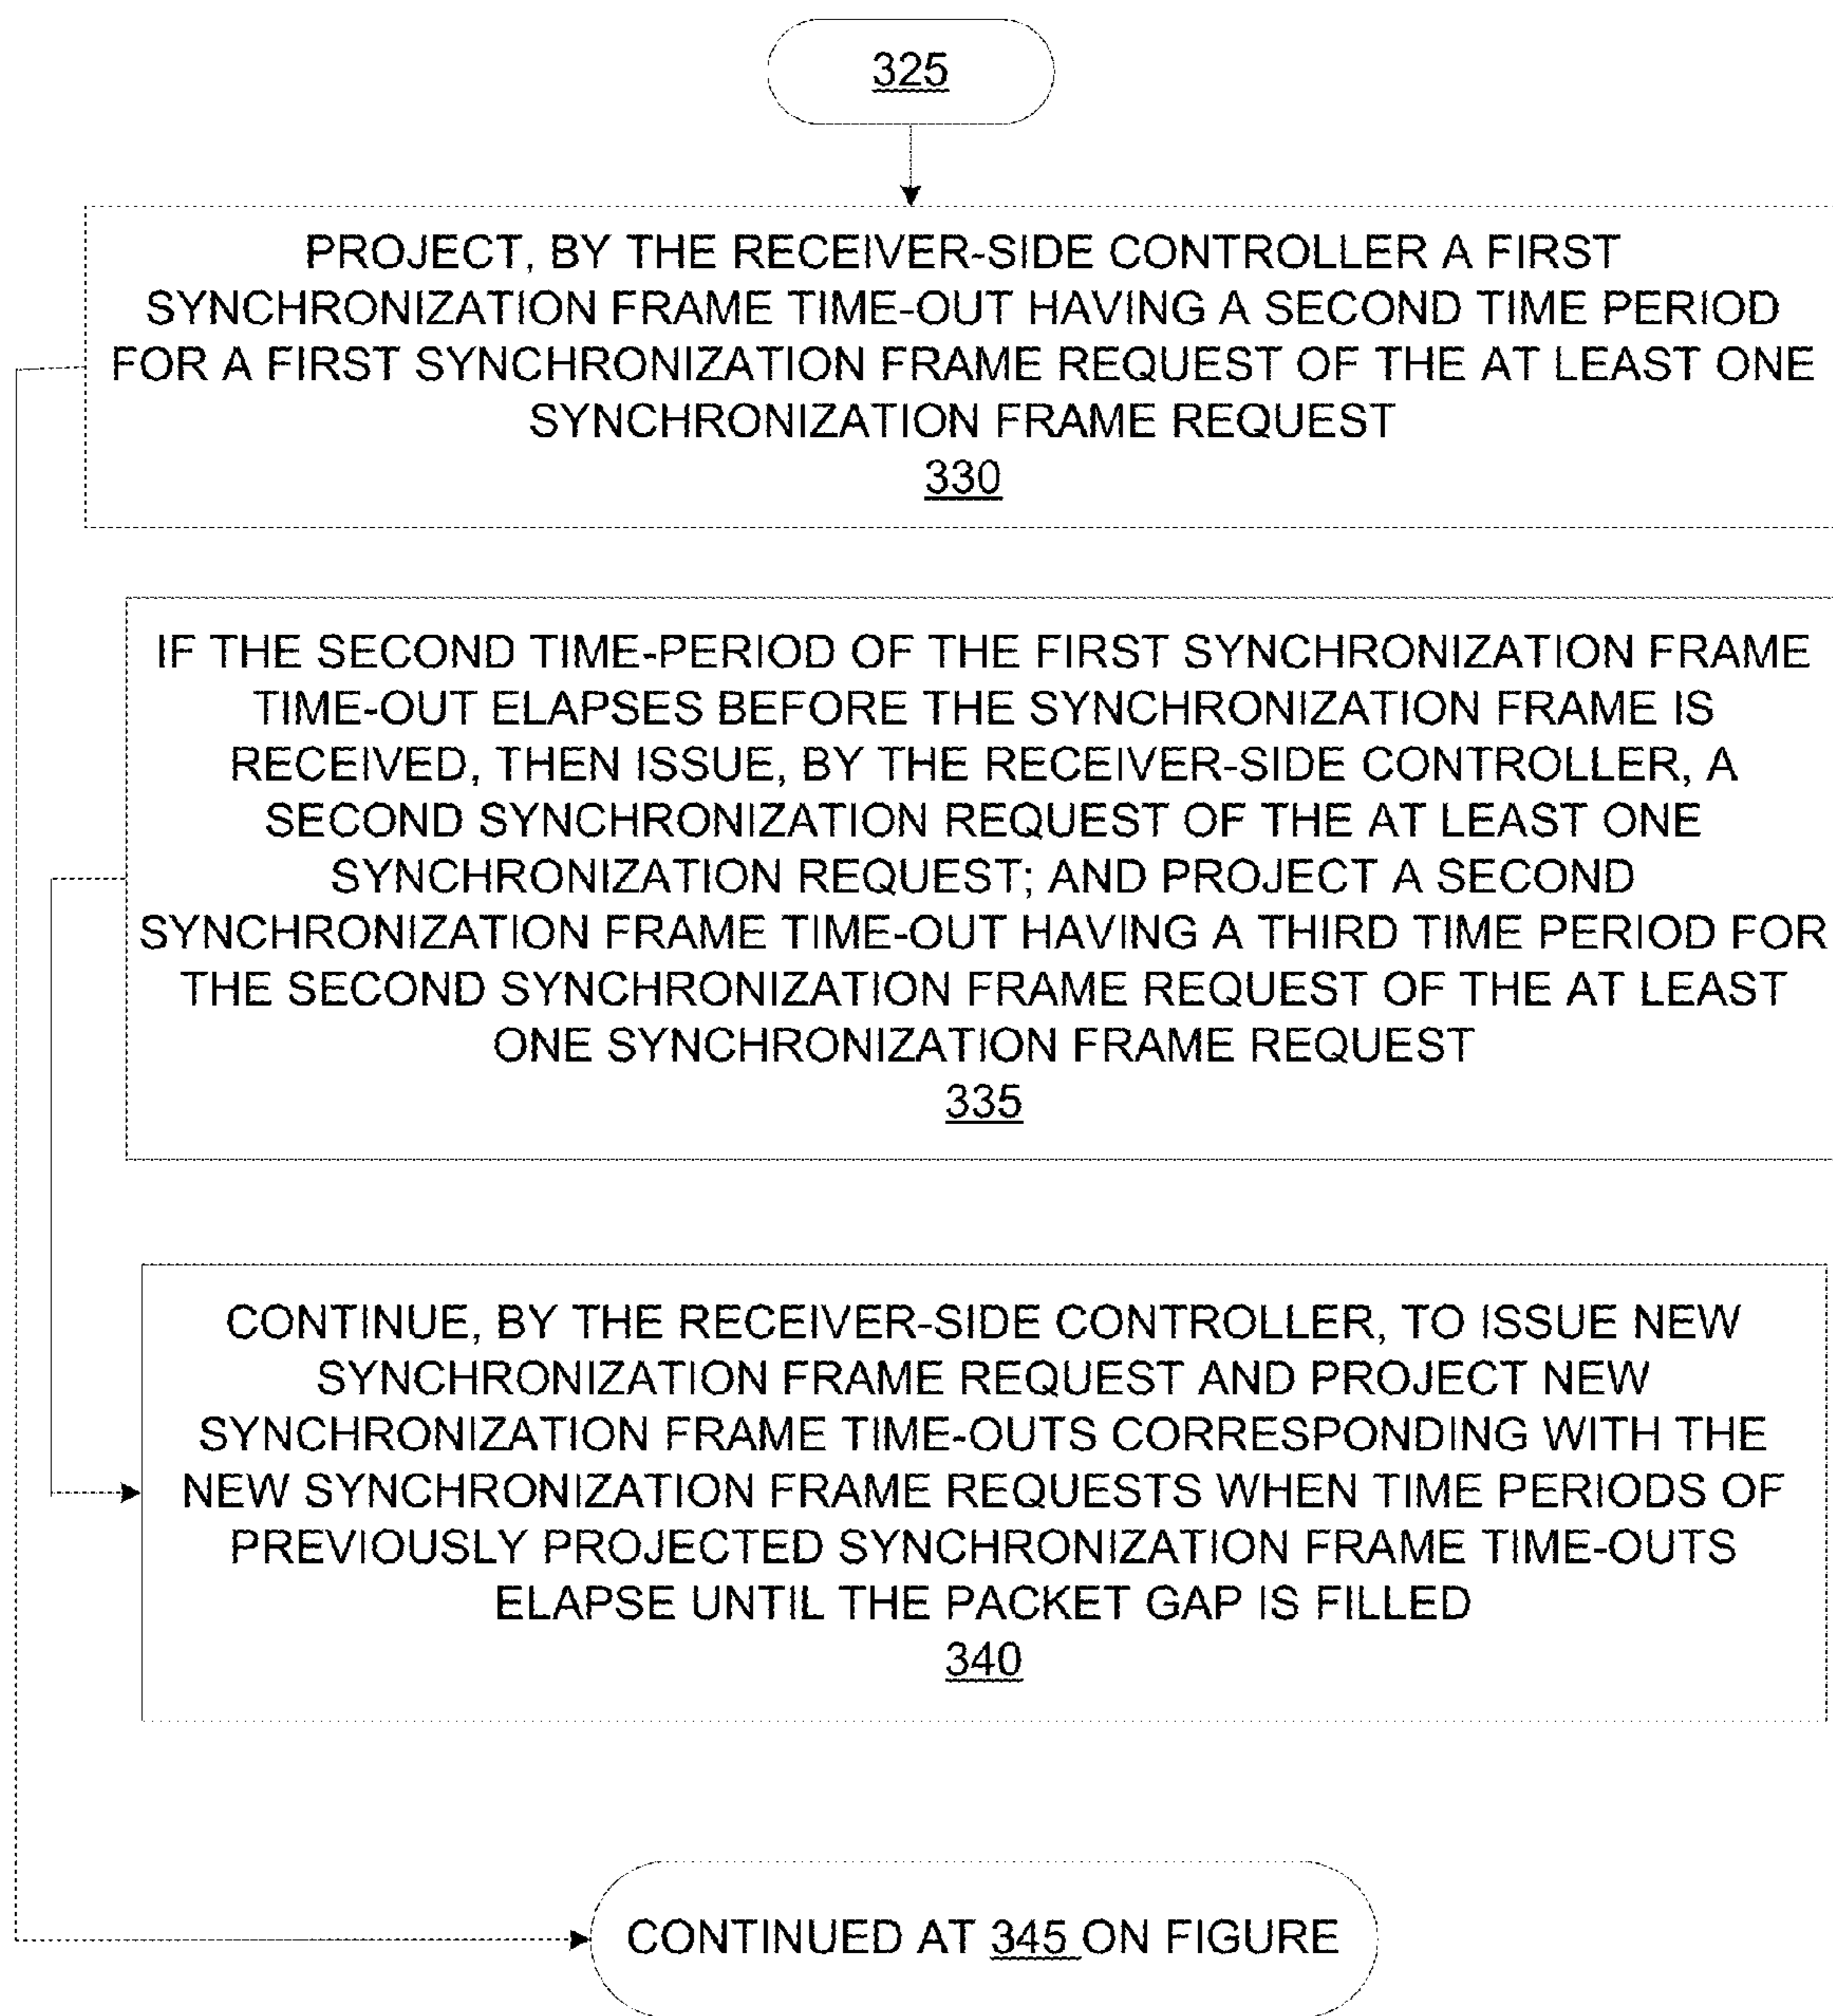 325
PROJECT, BY THE RECEIVER-SIDE CONTROLLER A FIRST
SYNCHRONIZATION FRAME TIME-OUT HAVING A SECOND TIME PERIOD
FOR A FIRST SYNCHRONIZATION FRAME REQUEST OF THE AT LEAST ONE
SYNCHRONIZATION FRAME REQUEST
330
IF THE SECOND TIME-PERIOD OF THE FIRST SYNCHRONIZATION FRAME
TIME-OUT ELAPSES BEFORE THE SYNCHRONIZATION FRAME IS
RECEIVED, THEN ISSUE, BY THE RECEIVER-SIDE CONTROLLER, A
SECOND SYNCHRONIZATION REQUEST OF THE AT LEAST ONE
SYNCHRONIZATION REQUEST; AND PROJECT A SECOND
SYNCHRONIZATION FRAME TIME-OUT HAVING A THIRD TIME PERIOD FOR
THE SECOND SYNCHRONIZATION FRAME REQUEST OF THE AT LEAST
ONE SYNCHRONIZATION FRAME REQUEST
335
CONTINUE, BY THE RECEIVER-SIDE CONTROLLER, TO ISSUE NEW
SYNCHRONIZATION FRAME REQUEST AND PROJECT NEW
SYNCHRONIZATION FRAME TIME-OUTS CORRESPONDING WITH THE
NEW SYNCHRONIZATION FRAME REQUESTS WHEN TIME PERIODS OF
PREVIOUSLY PROJECTED SYNCHRONIZATION FRAME TIME-OUTS
ELAPSE UNTIL THE PACKET GAP IS FILLED
340
CONTINUED AT 345 ON FIGURE